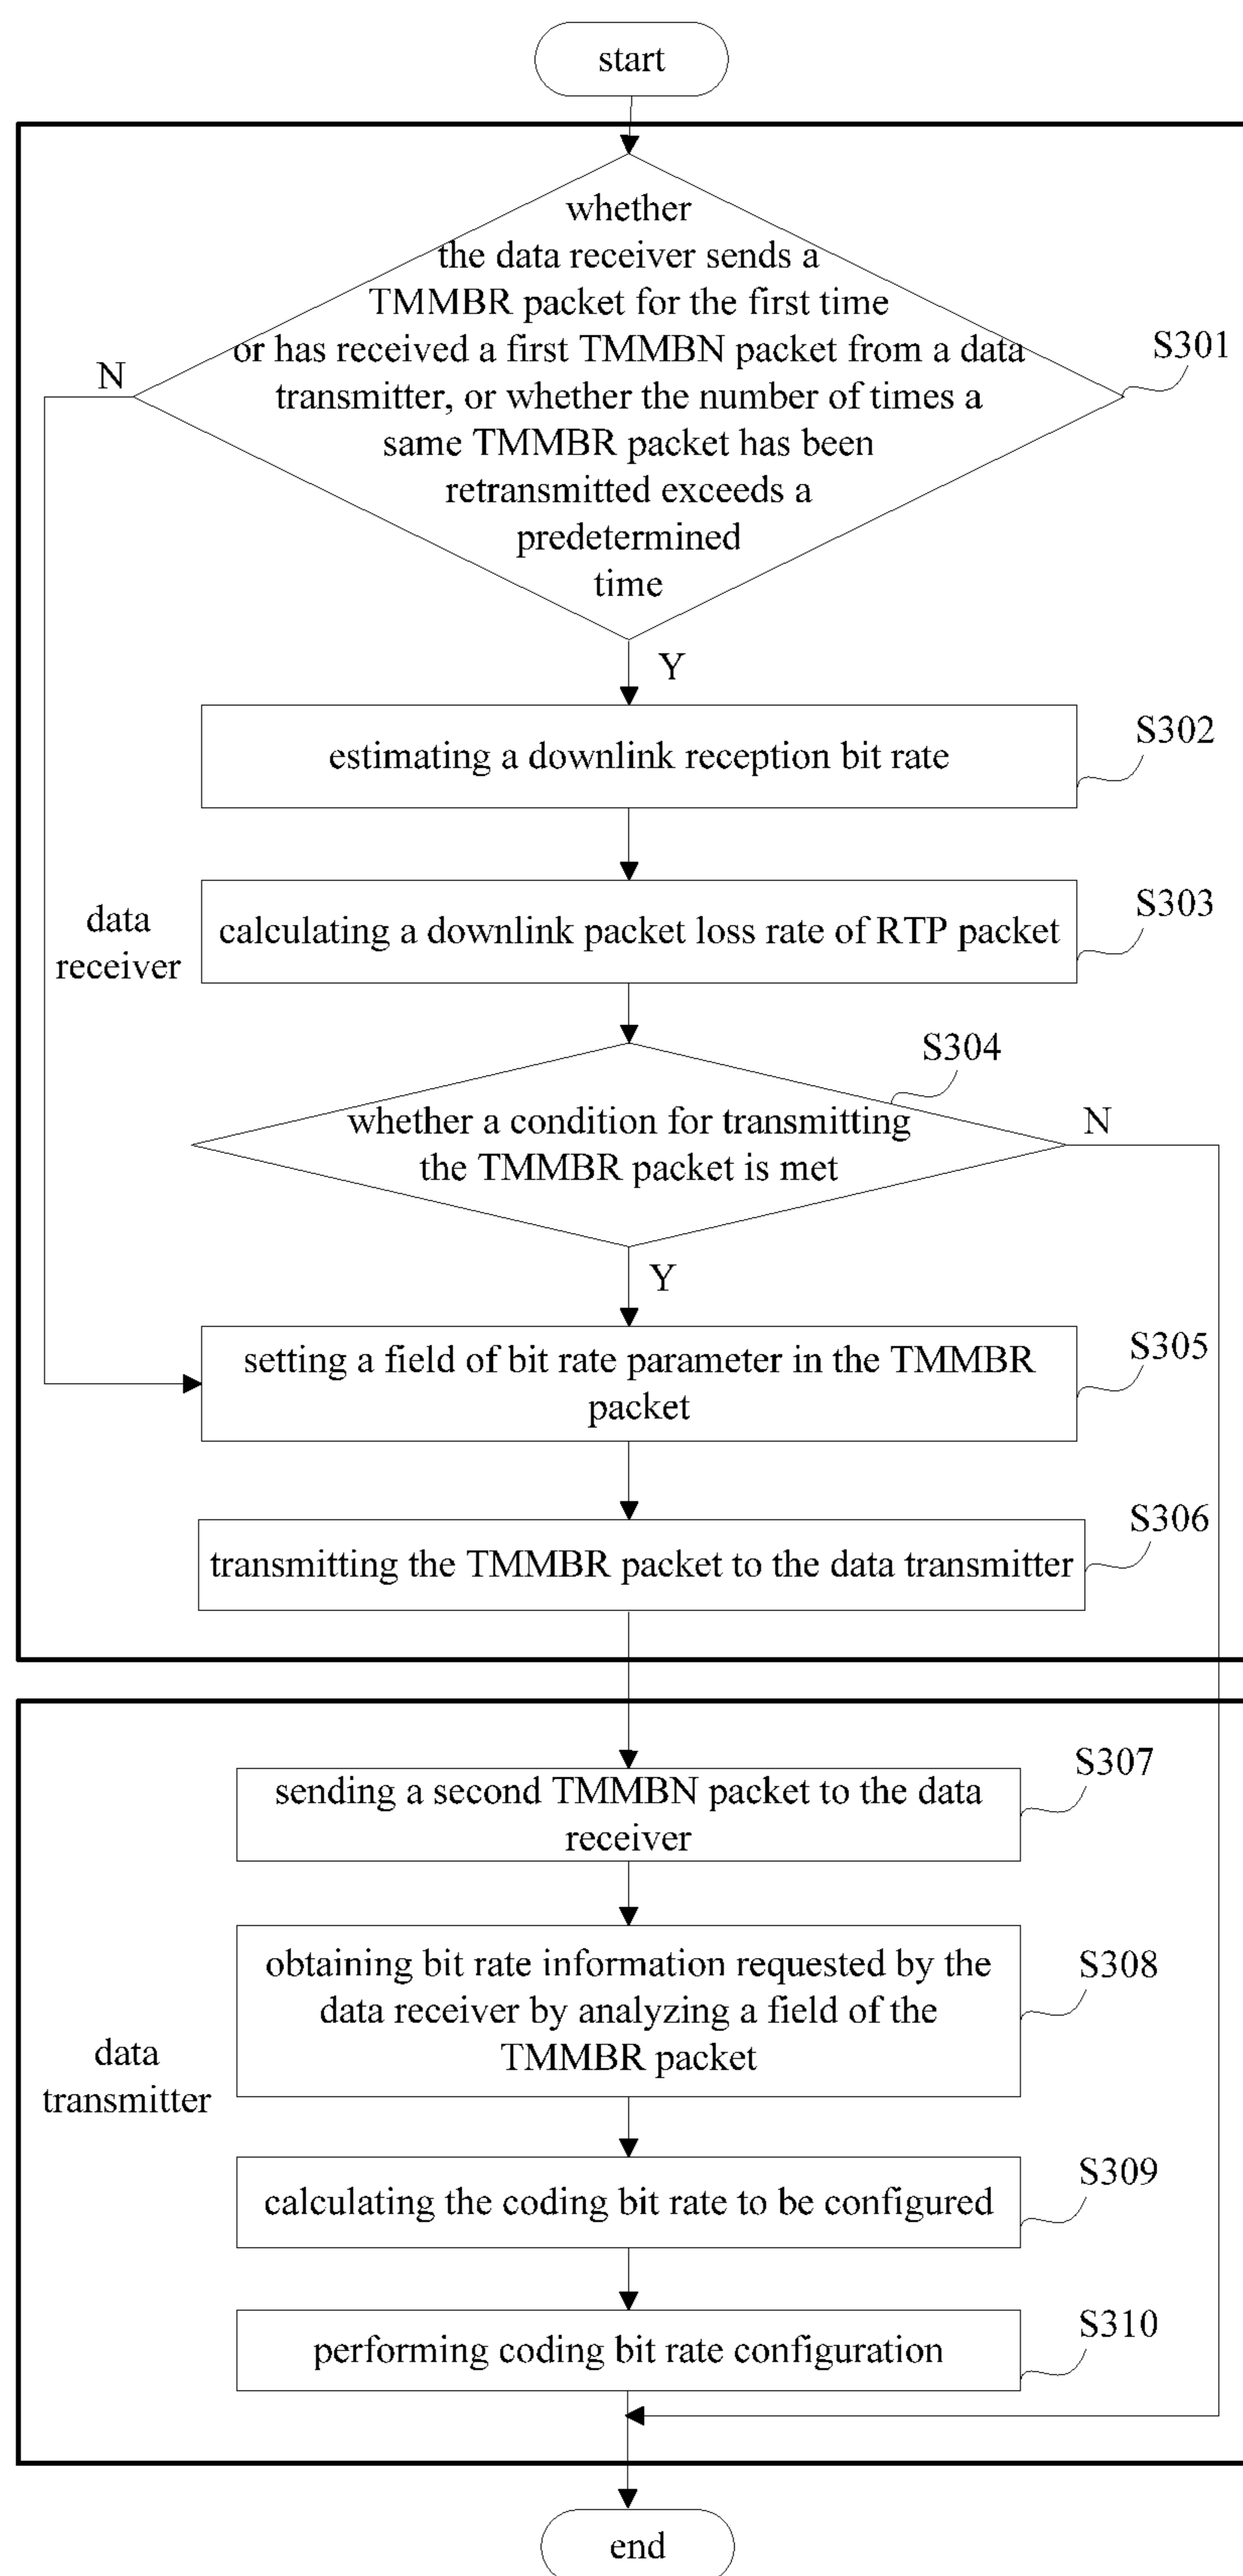 start
whether
the data receiver sends a
TMMBR packet for the first time
or has received a first TMMBN packet from a data
transmitter, or whether the number of times a
same TMMBR packet has been
retransmitted exceeds a
predetermined
time
S301
N
Y
estimating a downlink reception bit rate
S302
data
receiver
calculating a downlink packet loss rate of RTP packet
S303
whether a condition for transmitting
the TMMBR packet is met
S304
N
Y
setting a field of bit rate parameter in the TMMBR
packet
S305
transmitting the TMMBR packet to the data transmitter
S306
sending a second TMMBN packet to the data
receiver
S307
obtaining bit rate information requested by the
data receiver by analyzing a field of the
TMMBR packet
S308
data
transmitter
calculating the coding bit rate to be configured
S309
performing coding bit rate configuration
S310
end